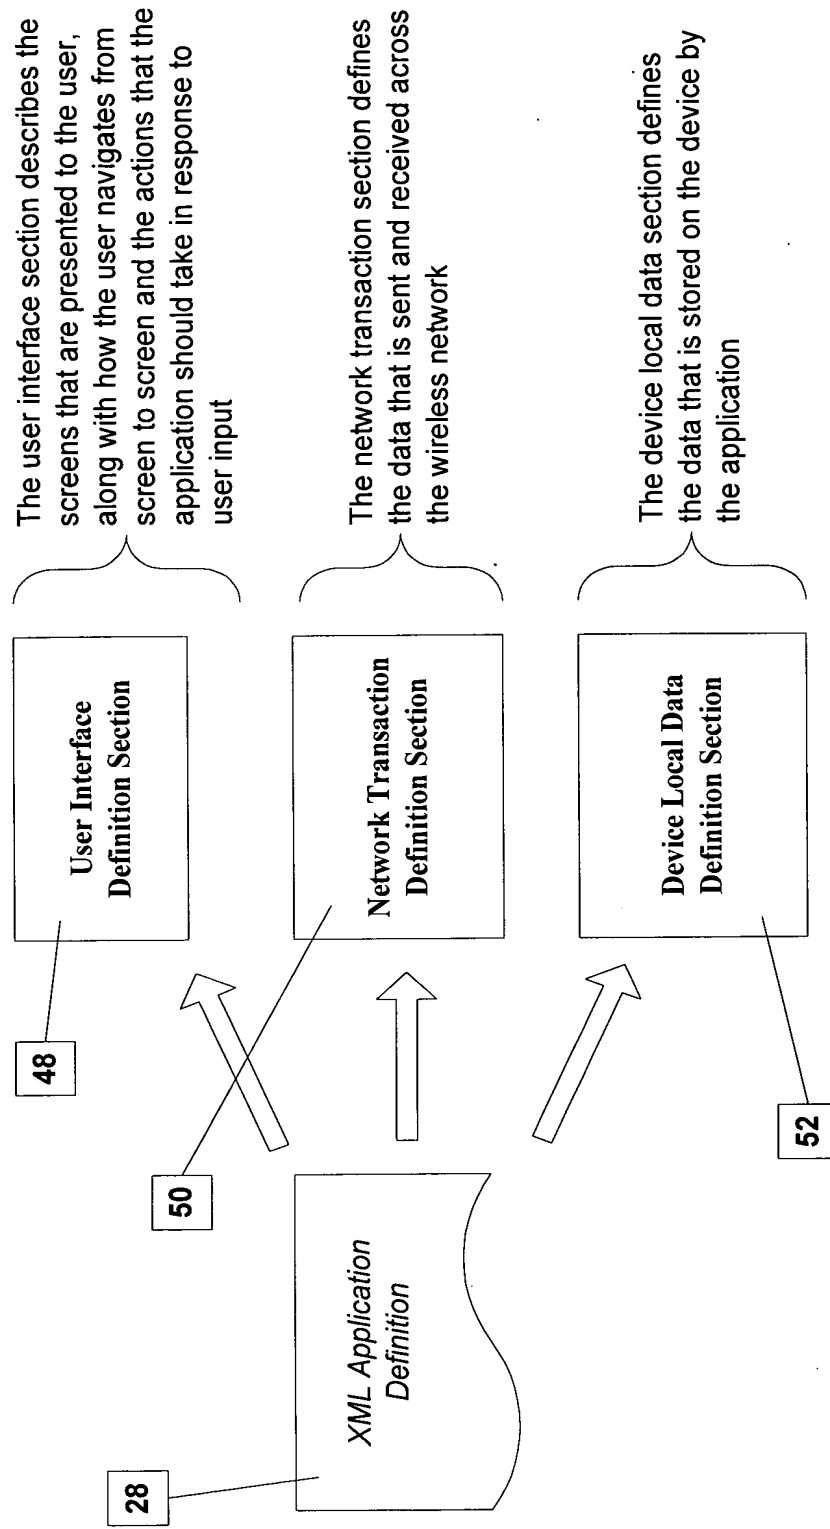 28
XML Application
Definition
48
User Interface
Definition Section
The user interface section describes the
screens that are presented to the user,
along with how the user navigates from
screen to screen and the actions that the
application should take in response to
user input
50
Network Transaction
Definition Section
The network transaction section defines
the data that is sent and received across
the wireless network
52
Device Local Data
Definition Section
The device local data section defines
the data that is stored on the device by
the application